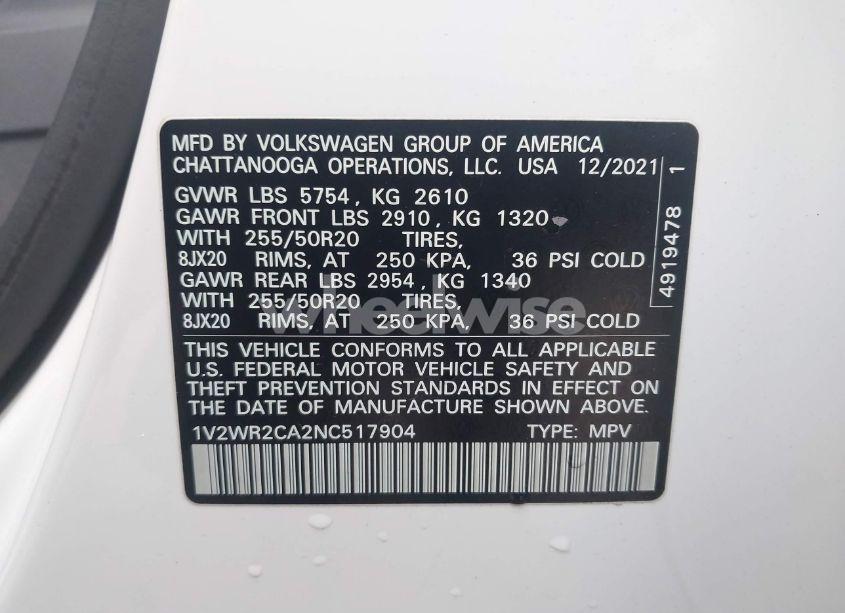 MFD BY VOLKSWAGEN GROUP OF AMERICA
CHATTANOOGA OPERATIONS, LLC. USA 12/2021
GVWR LBS 5754, KG 2610
GAWR FRONT LBS 2910, KG 1320
WITH 255/50R20 TIRES,
8JX20 RIMS, AT 250 KPA, 36 PSI COLD
GAWR REAR LBS 2954, KG 1340
WITH 255/50R20 TIRES,
8JX20 RIMS, AT 250 KPA, 36 PSI COLD
THIS VEHICLE CONFORMS TO ALL APPLICABLE
U.S. FEDERAL MOTOR VEHICLE SAFETY AND
THEFT PREVENTION STANDARDS IN EFFECT ON
THE DATE OF MANUFACTURE SHOWN ABOVE.
1V2WR2CA2NC517904 TYPE: MPV
4919478 1
wheelwise